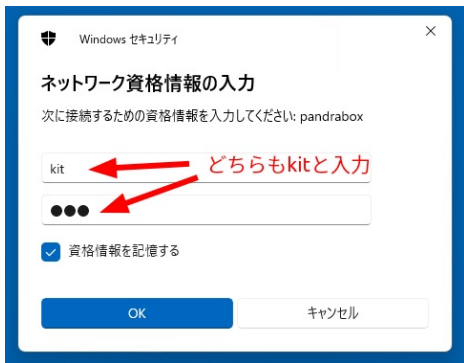 Windows セキュリティ
ネットワーク資格情報の入力
次に接続するための資格情報を入力してください: pandrabox
kit
どちらもkitと入力
●●●
資格情報を記憶する
OK
キャンセル